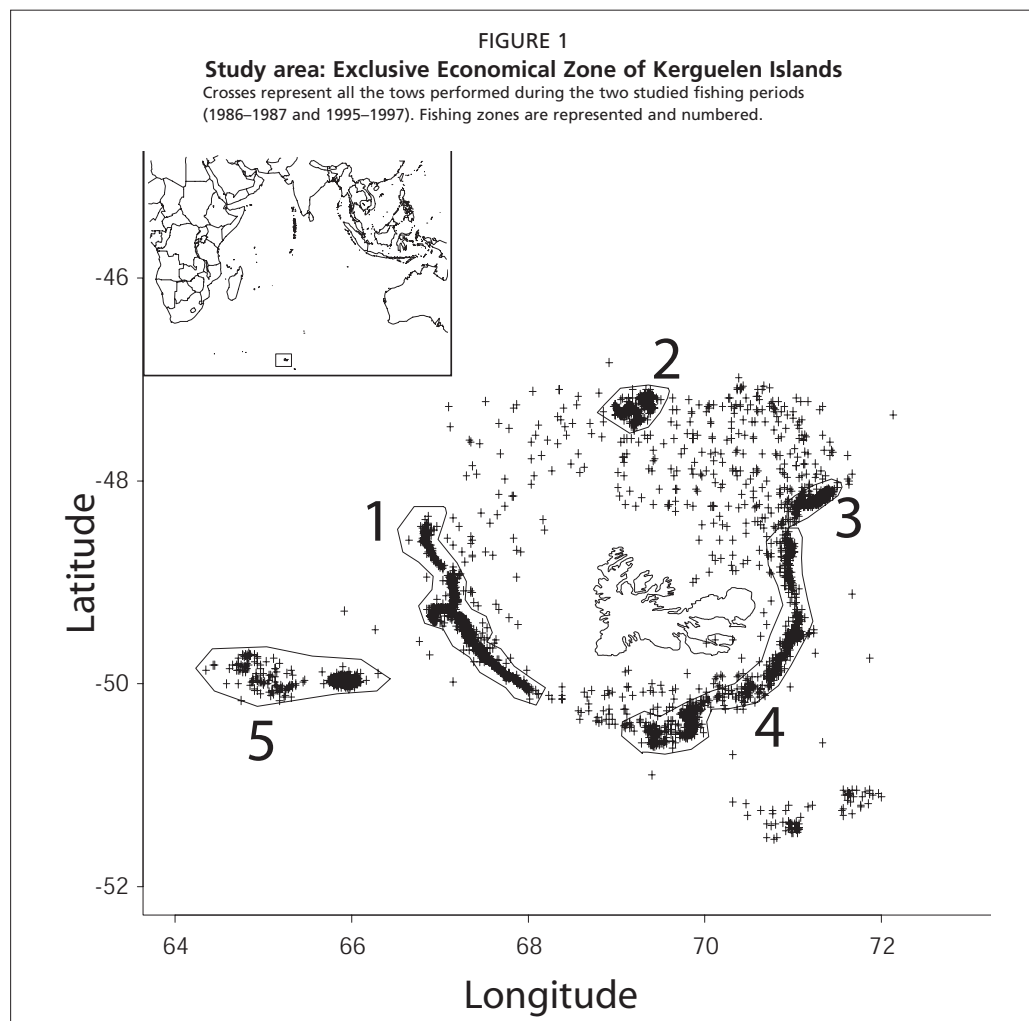 FIGURE 1
Study area: Exclusive Economical Zone of Kerguelen Islands
Crosses represent all the tows performed during the two studied fishing periods
(1986–1987 and 1995–1997). Fishing zones are represented and numbered.
-46
2
-48
3
1
Latitude
-50
5
4
-52
64 66 68 70 72
Longitude